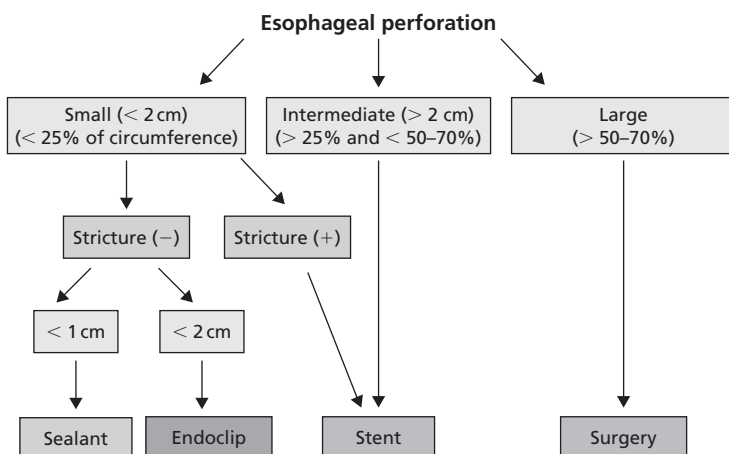 Esophageal perforation
Small (< 2 cm)
(< 25% of circumference)
Intermediate (> 2 cm)
(> 25% and < 50–70%)
Large
(> 50–70%)
Stricture (−)
Stricture (+)
< 1 cm
< 2 cm
Sealant
Endoclip
Stent
Surgery